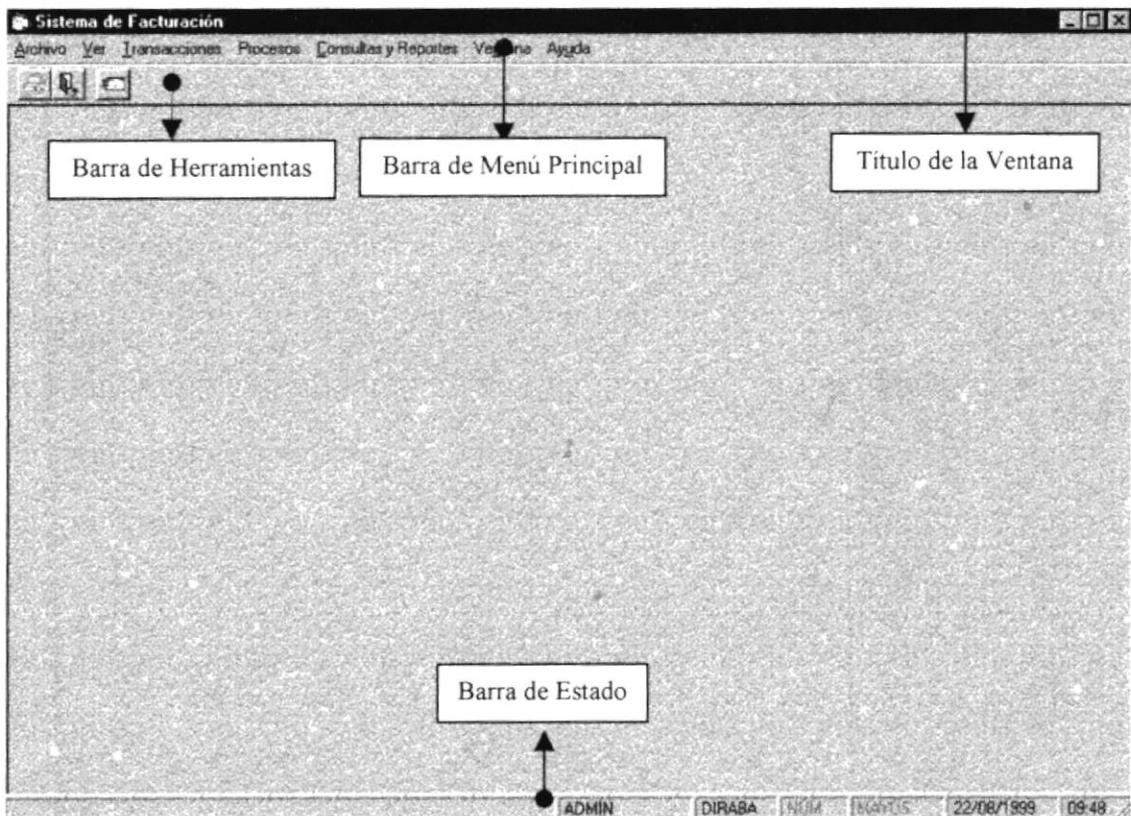 Sistema de Facturación
Archivo Ver Transacciones Procesos Consultas y Reportes Ayuda
Barra de Herramientas
Barra de Menú Principal
Título de la Ventana
Barra de Estado
ADMIN DIRABA NUM MAYUS 22/08/1999 09:48